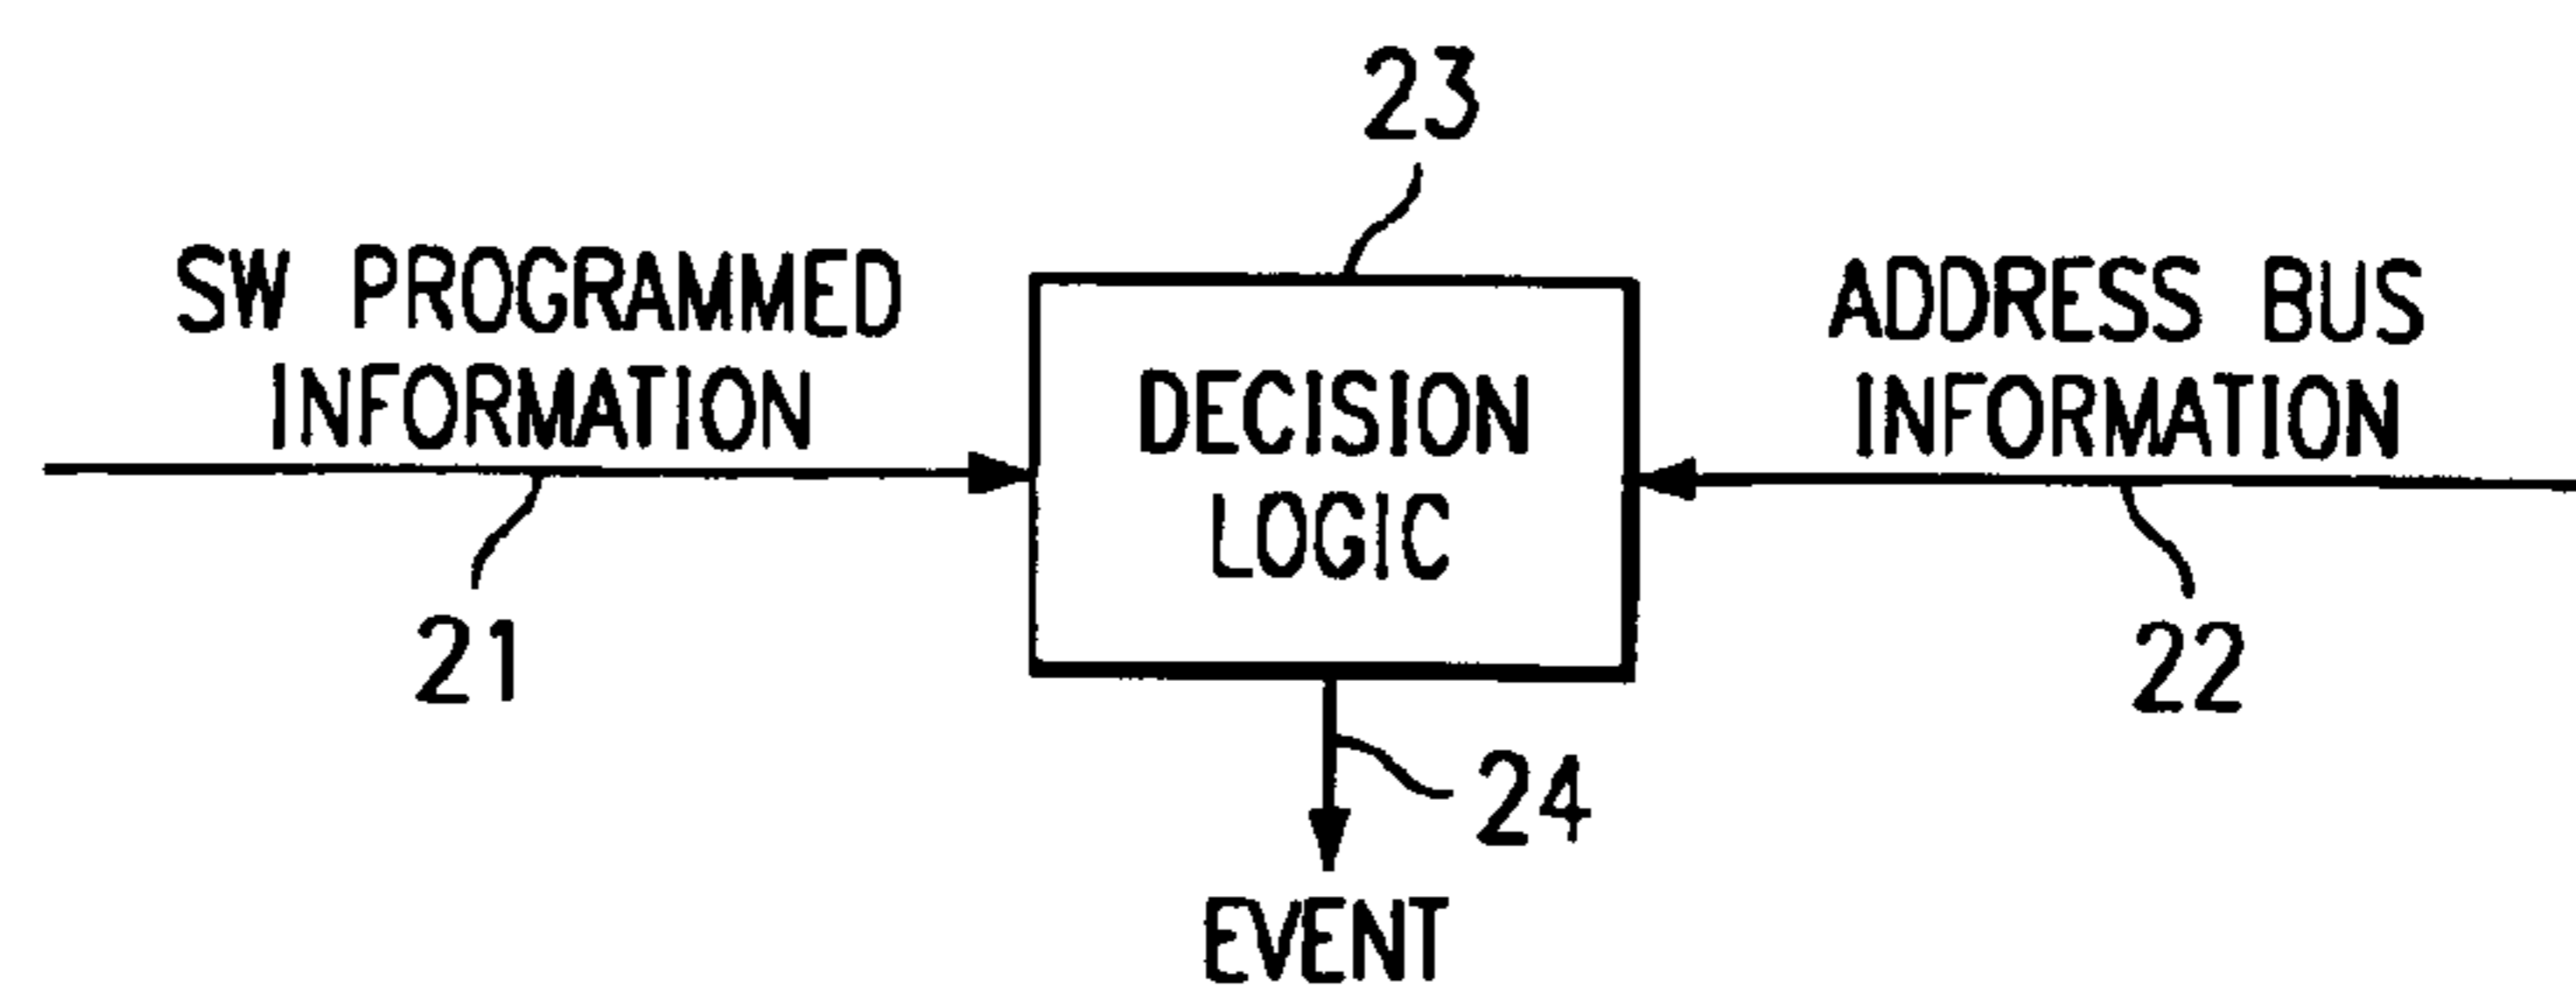 23
SW PROGRAMMED
INFORMATION
ADDRESS BUS
INFORMATION
DECISION
LOGIC
21
22
24
EVENT